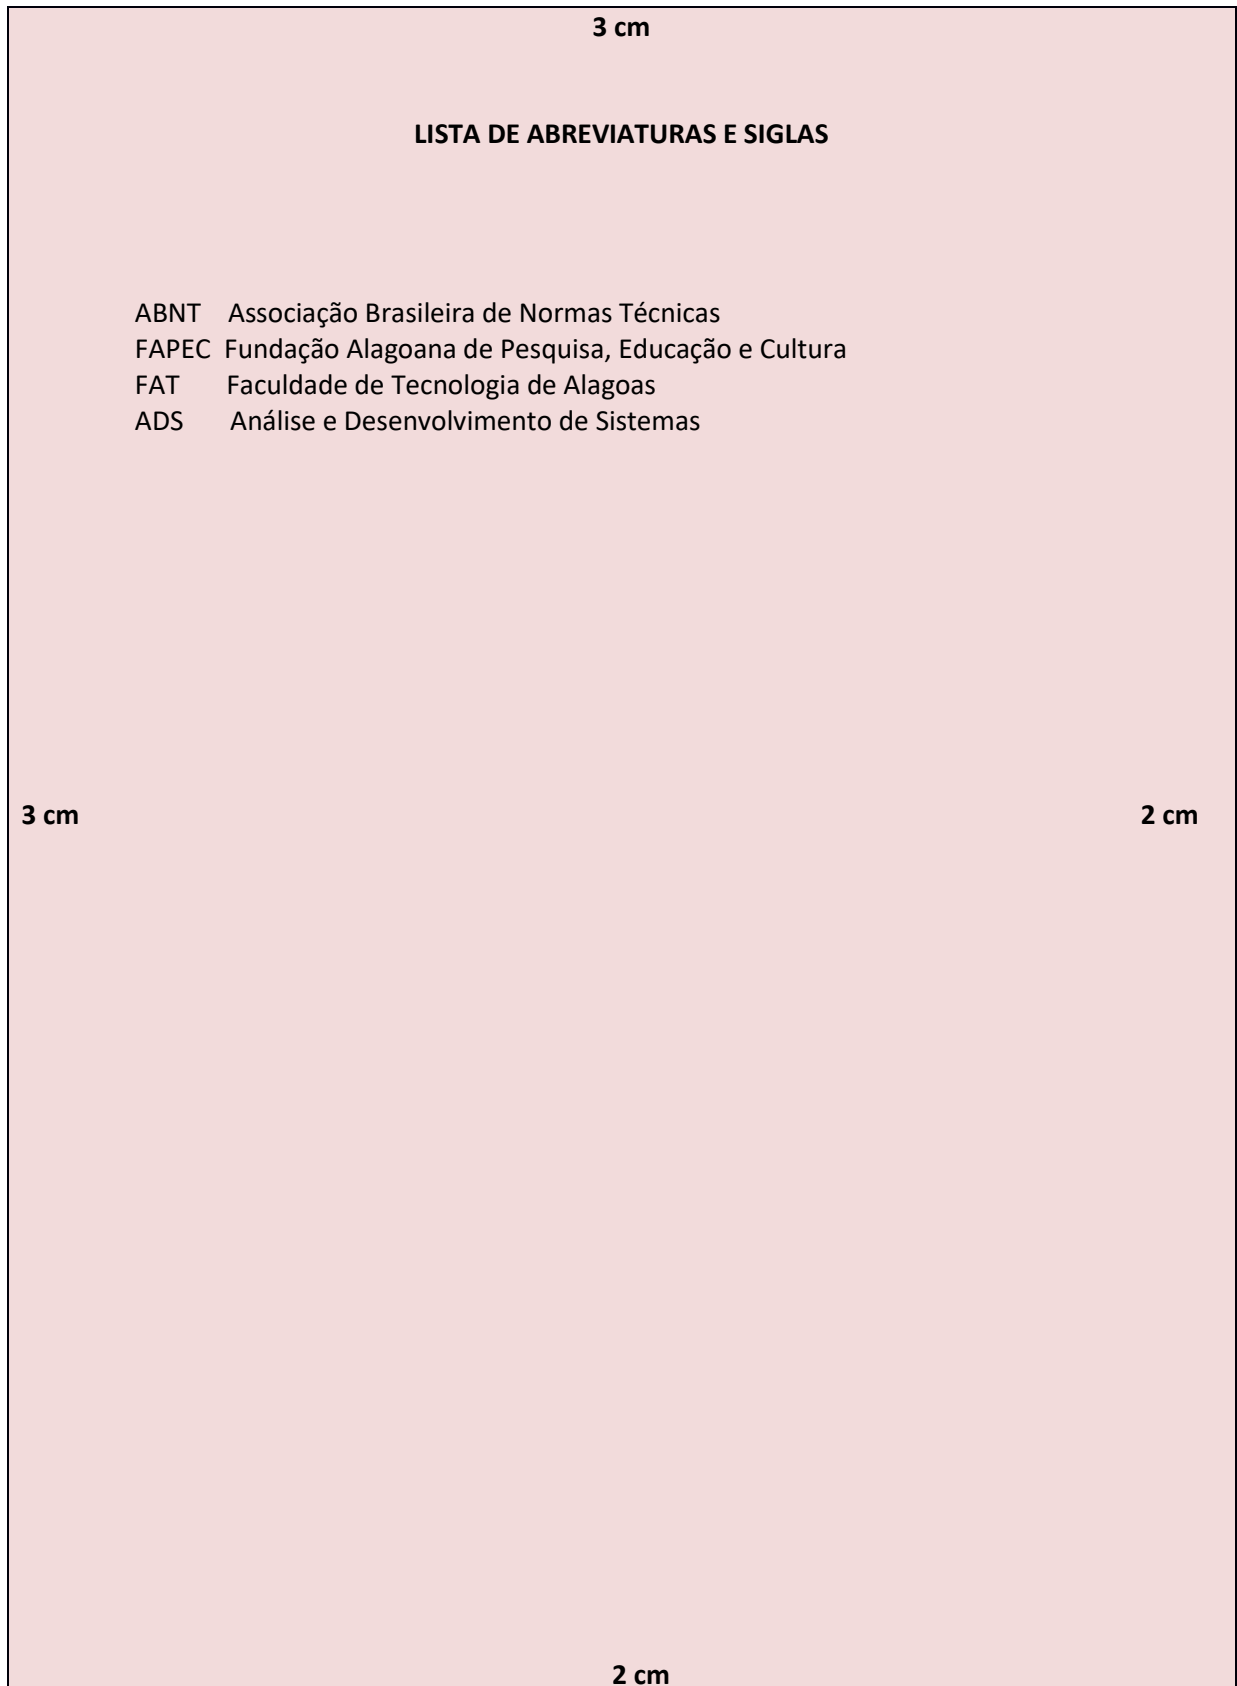 3 cm
LISTA DE ABREVIATURAS E SIGLAS
ABNT Associação Brasileira de Normas Técnicas
FAPEC Fundação Alagoana de Pesquisa, Educação e Cultura
FAT Faculdade de Tecnologia de Alagoas
ADS Análise e Desenvolvimento de Sistemas
3 cm 2 cm
2 cm